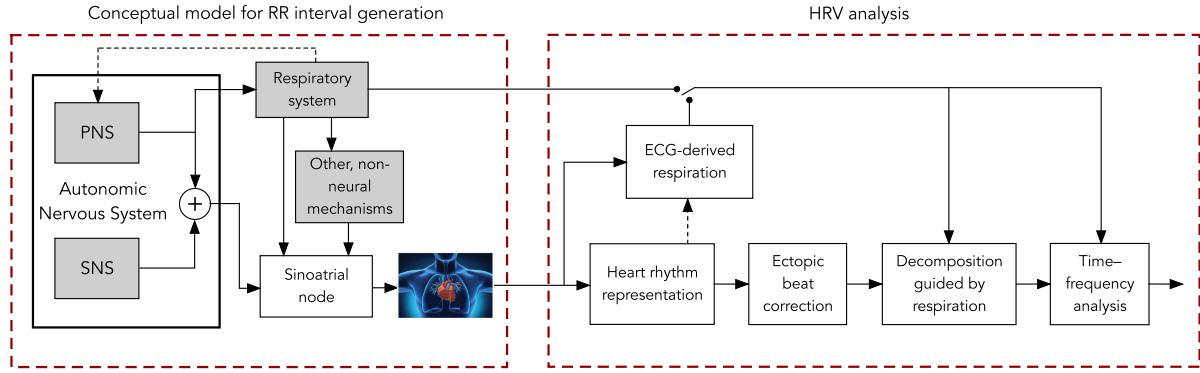 Conceptual model for RR interval generation
HRV analysis
Respiratory
system
PNS
Other, non-
neural
mechanisms
Autonomic
Nervous System
+
SNS
Sinoatrial
node
ECG-derived
respiration
Heart rhythm
representation
Ectopic
beat
correction
Decomposition
guided by
respiration
Time–
frequency
analysis